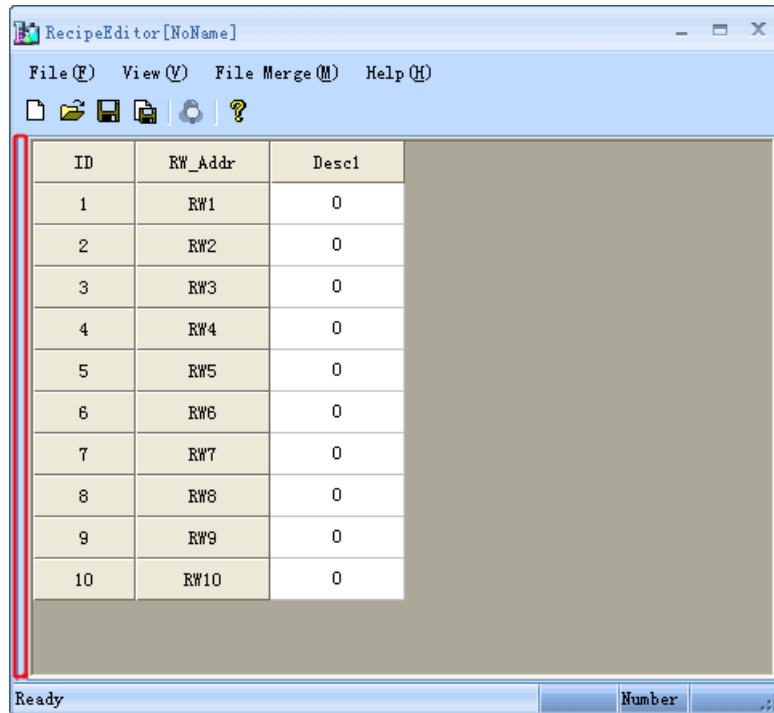 RecipeEditor[NoName]
File(F) View(V) File Merge(M) Help(H)
ID RW_Addr Desc1
1 RW1 0
2 RW2 0
3 RW3 0
4 RW4 0
5 RW5 0
6 RW6 0
7 RW7 0
8 RW8 0
9 RW9 0
10 RW10 0
Ready Number